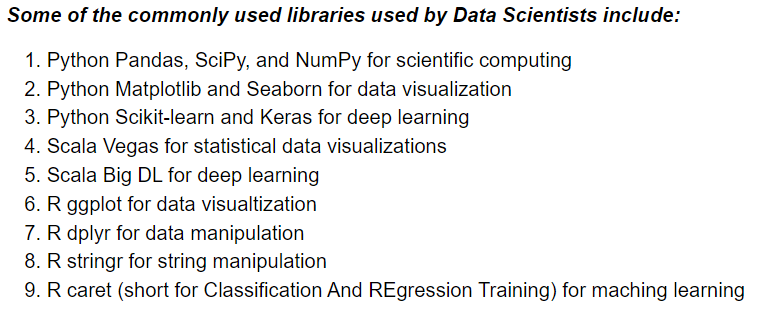 Some of the commonly used libraries used by Data Scientists include:
1. Python Pandas, SciPy, and NumPy for scientific computing
2. Python Matplotlib and Seaborn for data visualization
3. Python Scikit-learn and Keras for deep learning
4. Scala Vegas for statistical data visualizations
5. Scala Big DL for deep learning
6. R ggplot for data visualtization
7. R dplyr for data manipulation
8. R stringr for string manipulation
9. R caret (short for Classification And REgression Training) for maching learning